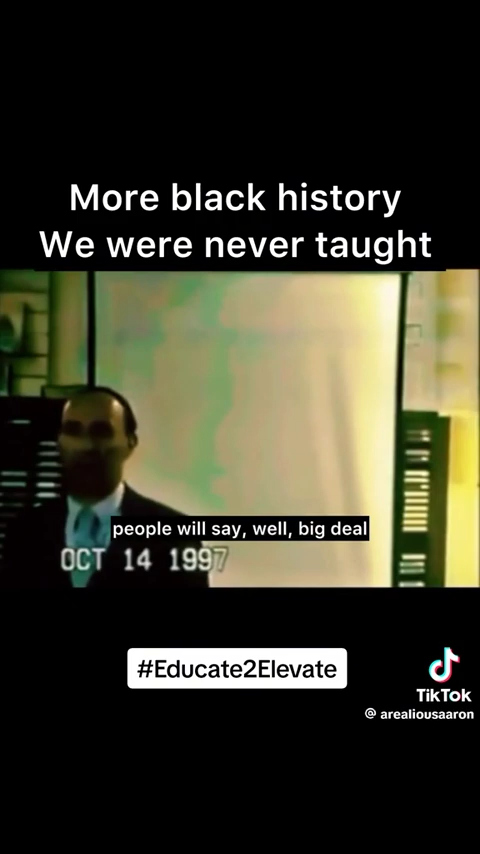 More black history
We were never taught
people will say, well, big deal
OCT 14 1997
#Educate2Elevate
TikTok
@ arealiousaaron